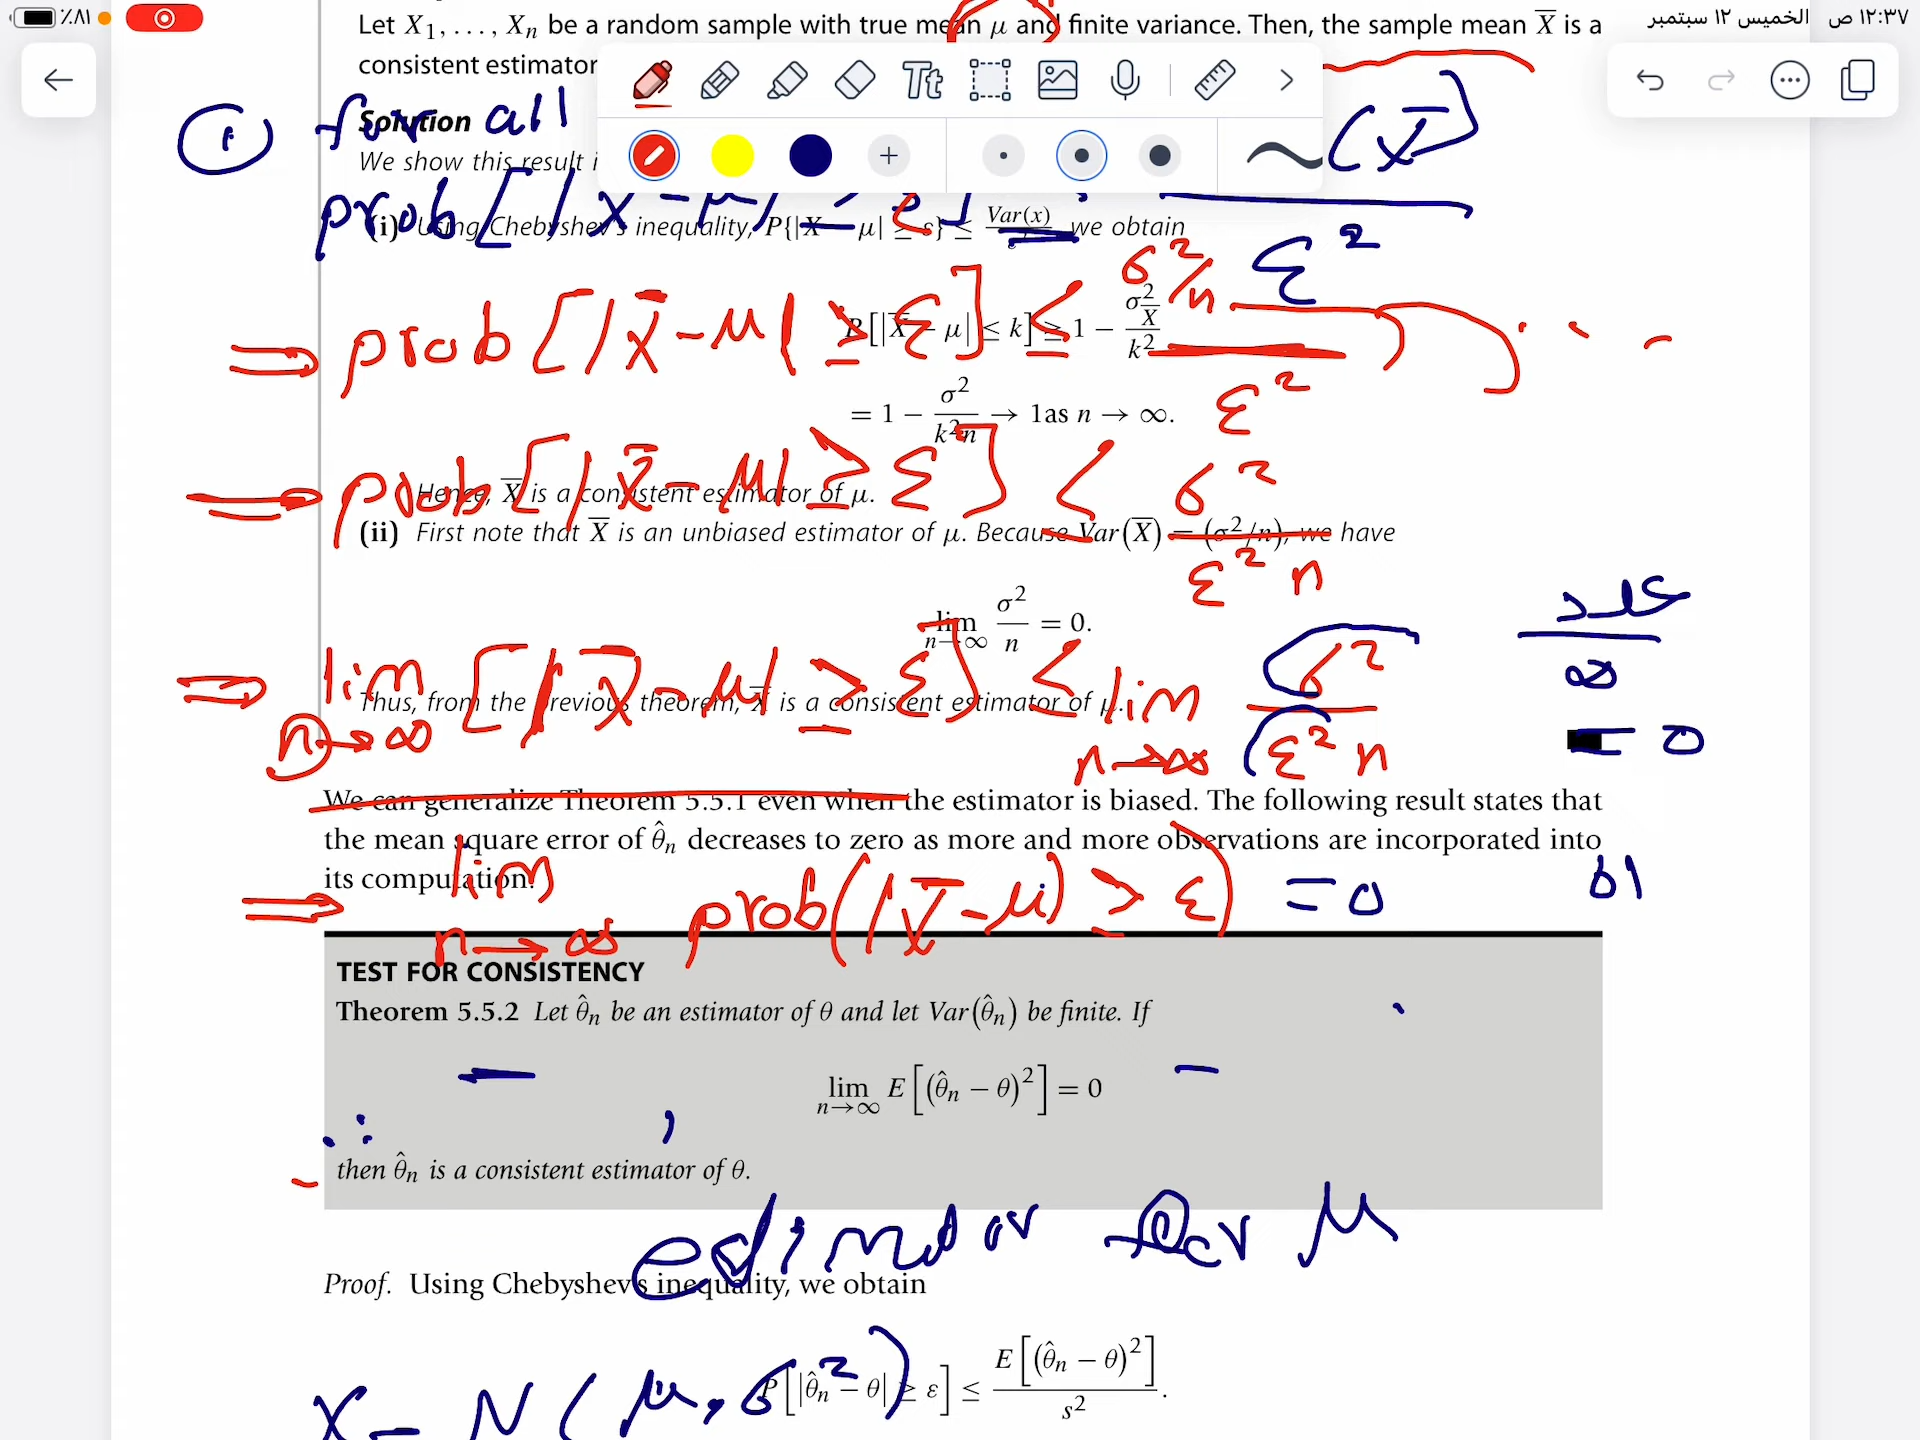 ٪٨١ الخميس ١٢ سبتمبر ١٢:٣٧ ص
Let X₁, . . . , Xₙ be a random sample with true mean μ and finite variance. Then, the sample mean X̅ is a
consistent estimator
Tt
① for all
Solution
(X̅)
We show this result i
prob[|X̅ - μ| ≥ ε] ≤
ε²
(i) Using Chebyshev's inequality, P{|X − μ| ≥ ε} ≤ Var(x) we obtain
σ²/n
prob[|X̅ - μ| ≥ ε] ≤
ε²
P[|X̅ − μ| ≤ k] ≥ 1 − σ²_X̅ / k²
= 1 − σ² / k²n → 1as n → ∞.
⇒ prob[|X̅ - μ| ≥ ε] ≤ σ² / ε² n
Hence, X̅ is a consistent estimator of μ.
(ii) First note that X̅ is an unbiased estimator of μ. Because Var(X̅) = (σ²/n), we have
lim n→∞ σ² / n = 0.
عدد / ∞ = 0
⇒ lim n→∞ [|X̅ - μ| ≥ ε] ≤ lim n→∞ σ² / ε² n
Thus, from the previous theorem, X̅ is a consistent estimator of μ.
We can generalize Theorem 5.5.1 even when the estimator is biased. The following result states that
the mean square error of θ̂ₙ decreases to zero as more and more observations are incorporated into
its computation.
⇒ lim n→∞ prob(|X̅ - μ| ≥ ε) = 0
TEST FOR CONSISTENCY
Theorem 5.5.2 Let θ̂ₙ be an estimator of θ and let Var(θ̂ₙ) be finite. If
lim n→∞ E[(θ̂ₙ − θ)²] = 0
then θ̂ₙ is a consistent estimator of θ.
estimator for μ
Proof. Using Chebyshev's inequality, we obtain
P[|θ̂ₙ − θ| ≥ ε] ≤ E[(θ̂ₙ − θ)²] / s² .
X ~ N(μ, σ²)